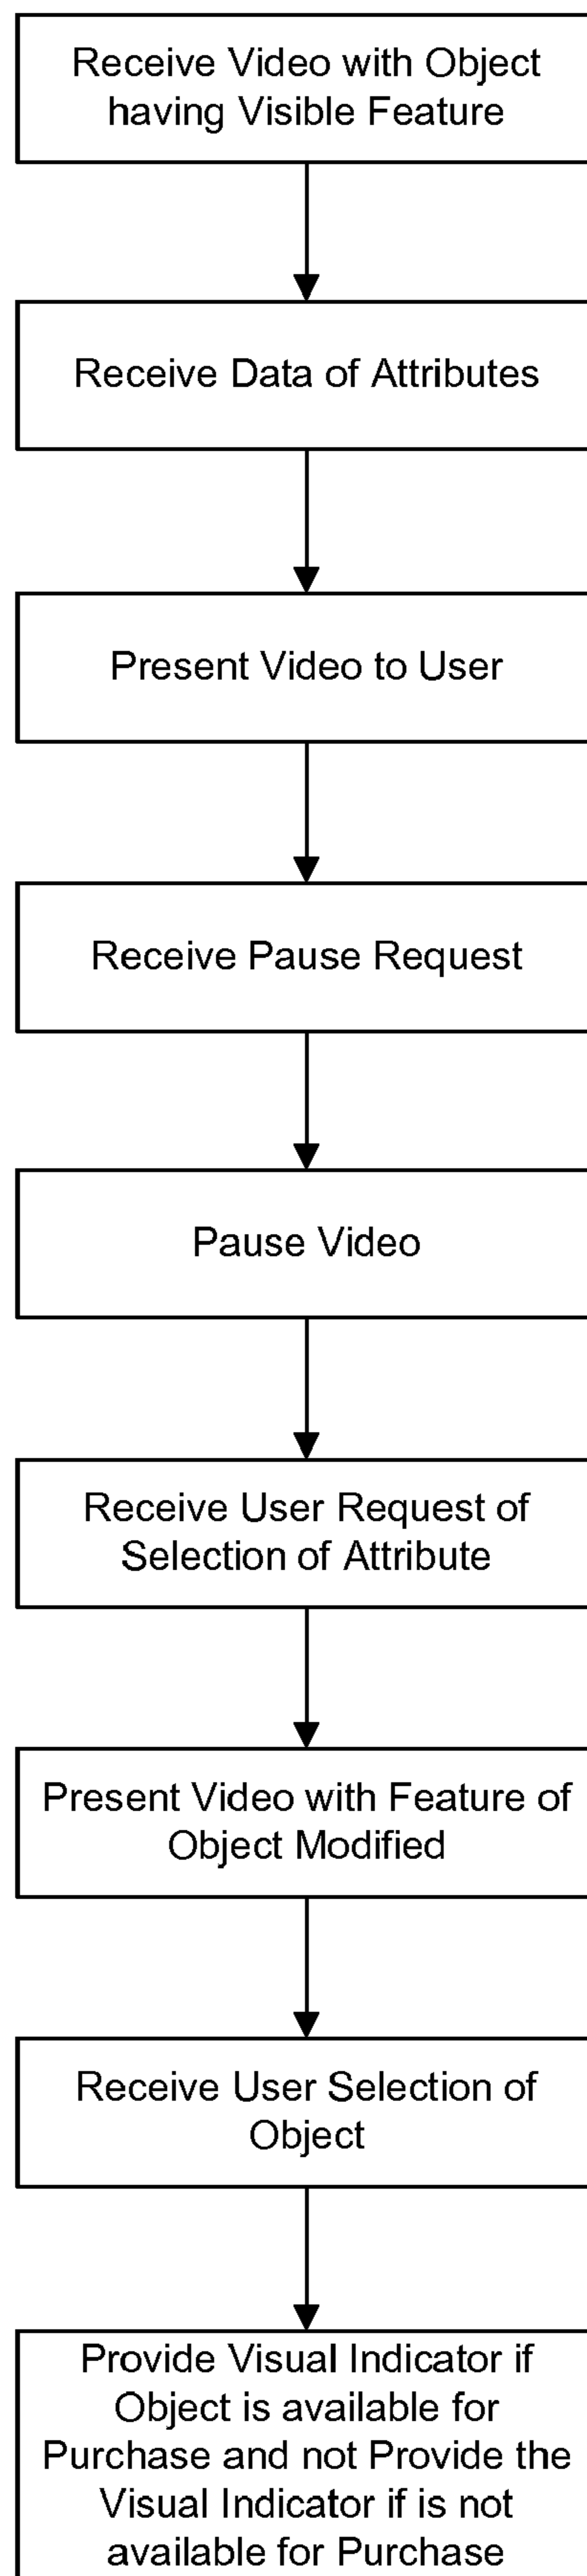 Receive Video with Object
having Visible Feature
Receive Data of Attributes
Present Video to User
Receive Pause Request
Pause Video
Receive User Request of
Selection of Attribute
Present Video with Feature of
Object Modified
Receive User Selection of
Object
Provide Visual Indicator if
Object is available for
Purchase and not Provide the
Visual Indicator if is not
available for Purchase